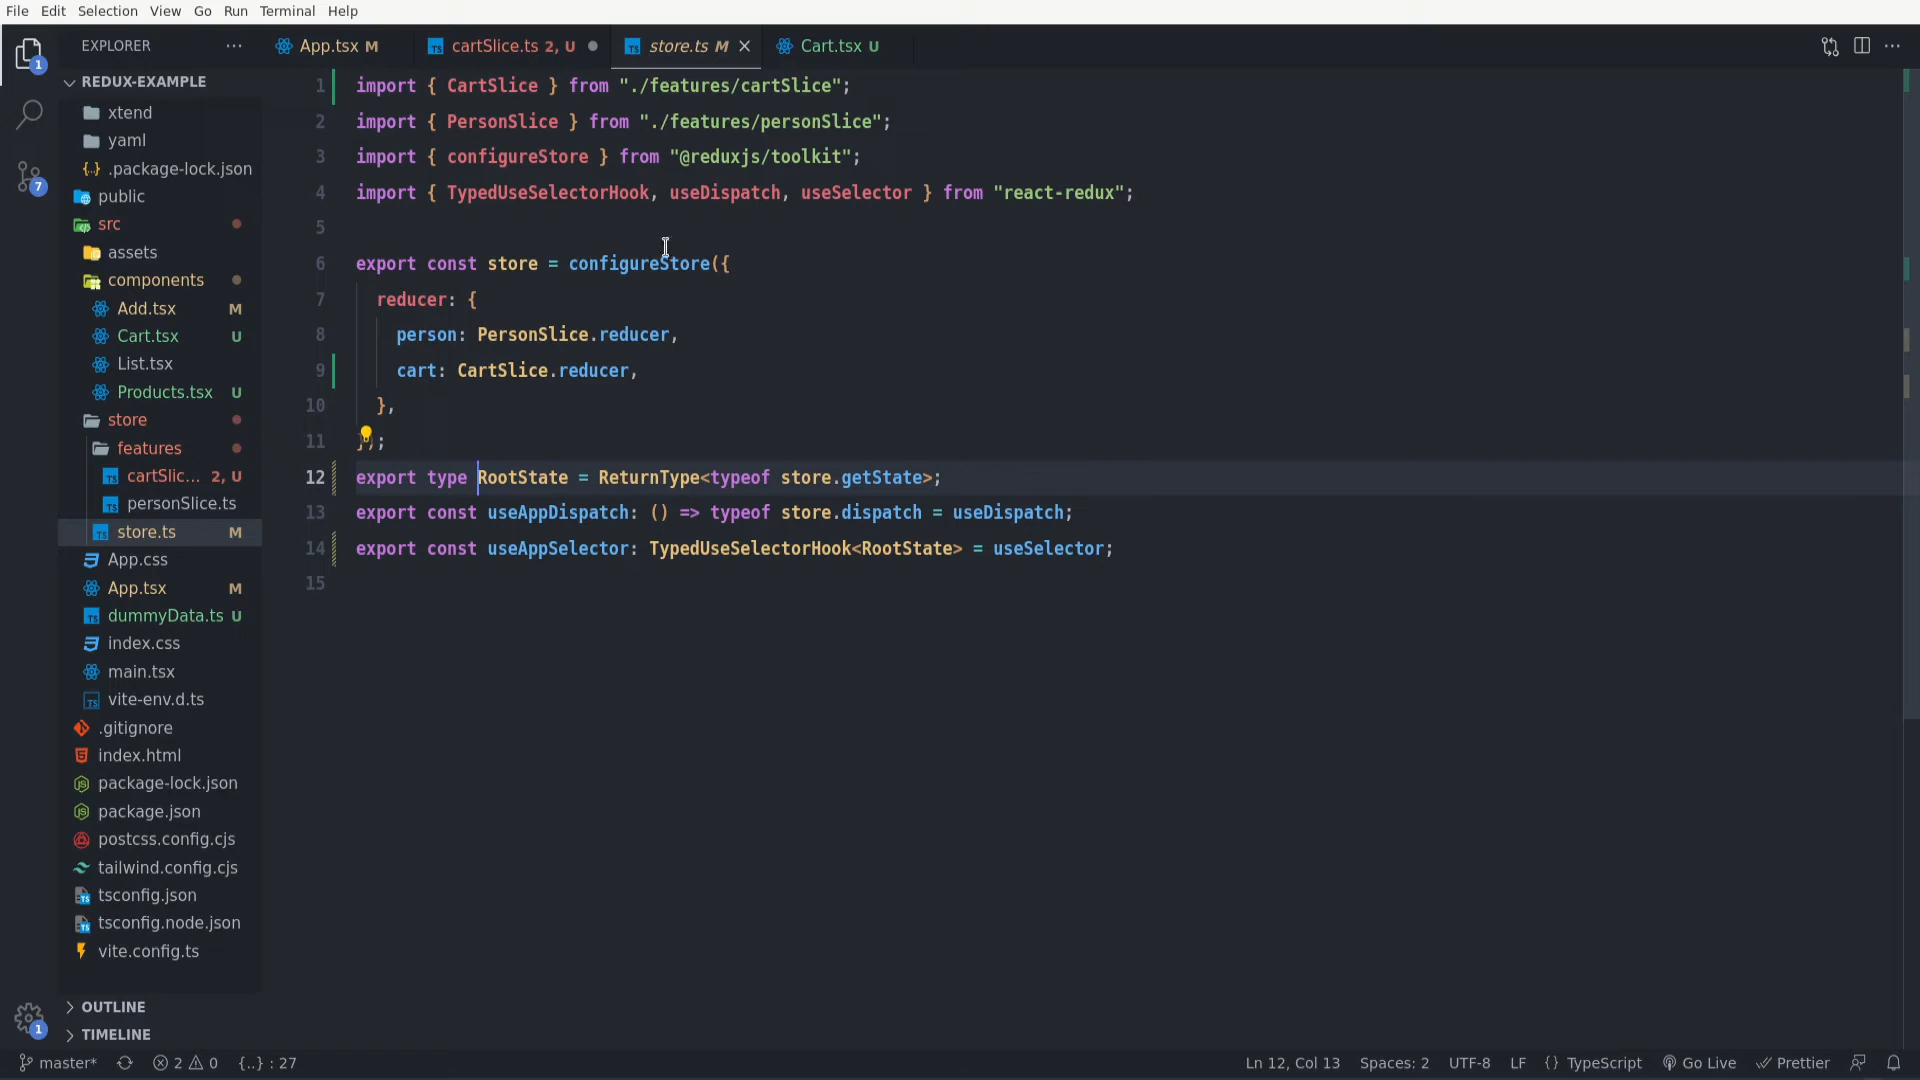 File Edit Selection View Go Run Terminal Help
EXPLORER ···
App.tsx M
cartSlice.ts 2, U
store.ts M
Cart.tsx U
REDUX-EXAMPLE
xtend
yaml
.package-lock.json
public
src
assets
components
Add.tsx M
Cart.tsx U
List.tsx
Products.tsx U
store
features
cartSlic... 2, U
personSlice.ts
store.ts M
App.css
App.tsx M
dummyData.ts U
index.css
main.tsx
vite-env.d.ts
.gitignore
index.html
package-lock.json
package.json
postcss.config.cjs
tailwind.config.cjs
tsconfig.json
tsconfig.node.json
vite.config.ts
OUTLINE
TIMELINE
1
7
1
1 import { CartSlice } from "./features/cartSlice";
2 import { PersonSlice } from "./features/personSlice";
3 import { configureStore } from "@reduxjs/toolkit";
4 import { TypedUseSelectorHook, useDispatch, useSelector } from "react-redux";
5
6 export const store = configureStore({
7 reducer: {
8 person: PersonSlice.reducer,
9 cart: CartSlice.reducer,
10 },
11 });
12 export type RootState = ReturnType<typeof store.getState>;
13 export const useAppDispatch: () => typeof store.dispatch = useDispatch;
14 export const useAppSelector: TypedUseSelectorHook<RootState> = useSelector;
15
master* 2 0 {..} : 27 Ln 12, Col 13 Spaces: 2 UTF-8 LF {} TypeScript Go Live Prettier